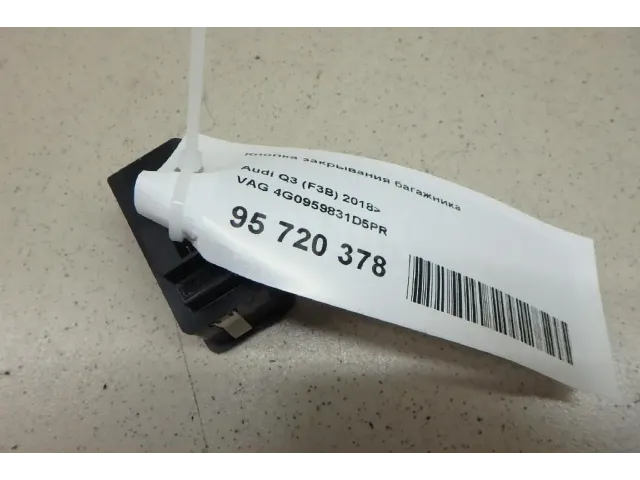 Кнопка закрывания багажника
Audi Q3 (F3B) 2018>
VAG 4G0959831D5PR
95 720 378